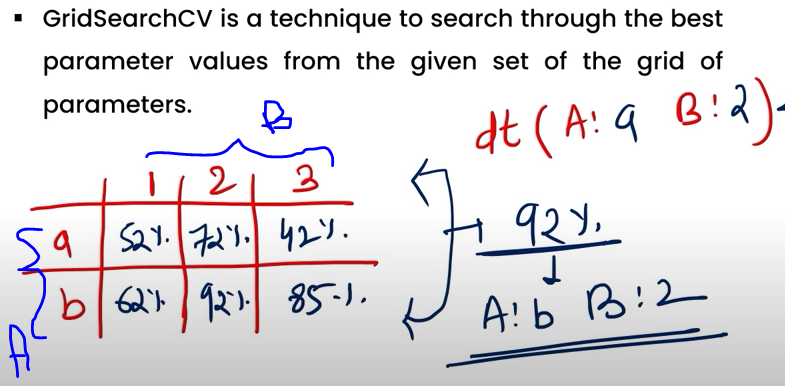 ▪ GridSearchCV is a technique to search through the best
parameter values from the given set of the grid of
parameters.
B
dt (A: a B: 2)
1 2 3
a 52%. 72%. 42%.
b 62%. 92%. 85%.
A
92%.
A: b B: 2